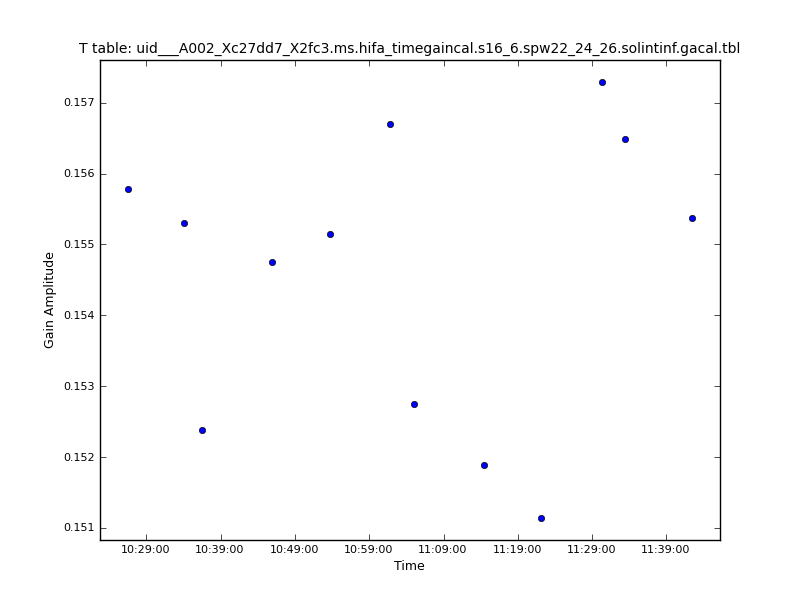 T table: uid___A002_Xc27dd7_X2fc3.ms.hifa_timegaincal.s16_6.spw22_24_26.solintinf.gacal.tbl
0.157
0.156
0.155
0.154
0.153
0.152
0.151
Gain Amplitude
10:29:00 10:39:00 10:49:00 10:59:00 11:09:00 11:19:00 11:29:00 11:39:00
Time